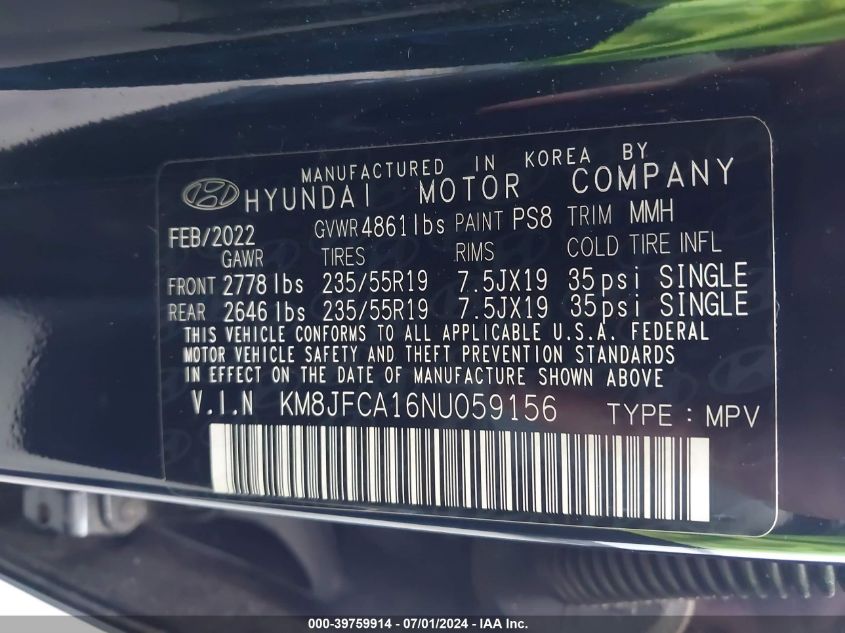 MANUFACTURED IN KOREA BY
HYUNDAI MOTOR COMPANY
FEB/2022 GVWR 4861 lbs PAINT PS8 TRIM MMH
GAWR TIRES RIMS COLD TIRE INFL
FRONT 2778 lbs 235/55R19 7.5JX19 35psi SINGLE
REAR 2646 lbs 235/55R19 7.5JX19 35psi SINGLE
THIS VEHICLE CONFORMS TO ALL APPLICABLE U.S.A. FEDERAL
MOTOR VEHICLE SAFETY AND THEFT PREVENTION STANDARDS
IN EFFECT ON THE DATE OF MANUFACTURE SHOWN ABOVE
V.I.N KM8JFCA16NU059156 TYPE : MPV
000-39759914 - 07/01/2024 - IAA Inc.